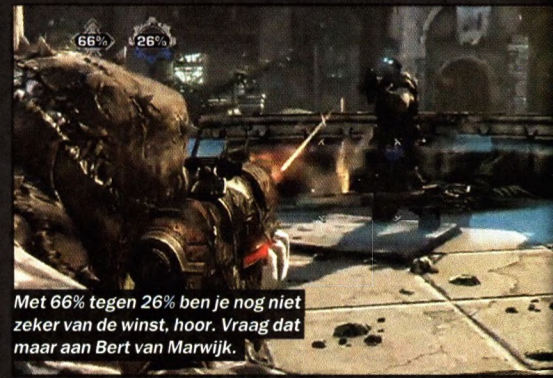 66% 26%
Met 66% tegen 26% ben je nog niet
zeker van de winst, hoor. Vraag dat
maar aan Bert van Marwijk.